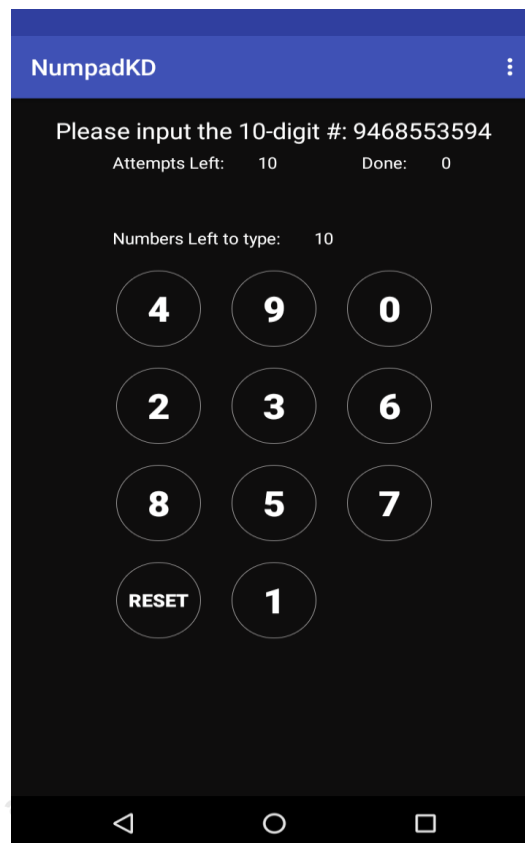 NumpadKD
Please input the 10-digit #: 9468553594
Attempts Left: 10 Done: 0
Numbers Left to type: 10
4 9 0
2 3 6
8 5 7
RESET 1